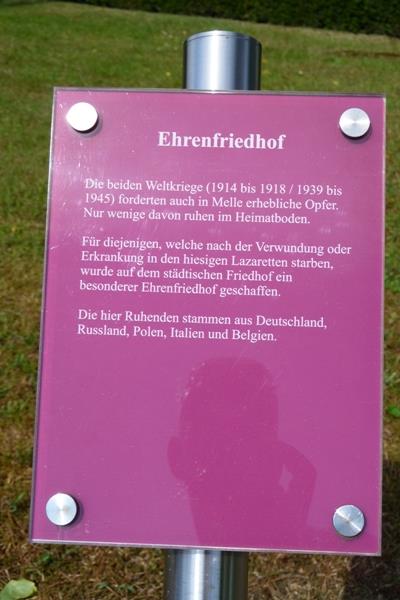 Ehrenfriedhof
Die beiden Weltkriege (1914 bis 1918 / 1939 bis
1945) forderten auch in Melle erhebliche Opfer.
Nur wenige davon ruhen im Heimatboden.
Für diejenigen, welche nach der Verwundung oder
Erkrankung in den hiesigen Lazaretten starben,
wurde auf dem städtischen Friedhof ein
besonderer Ehrenfriedhof geschaffen.
Die hier Ruhenden stammen aus Deutschland,
Russland, Polen, Italien und Belgien.